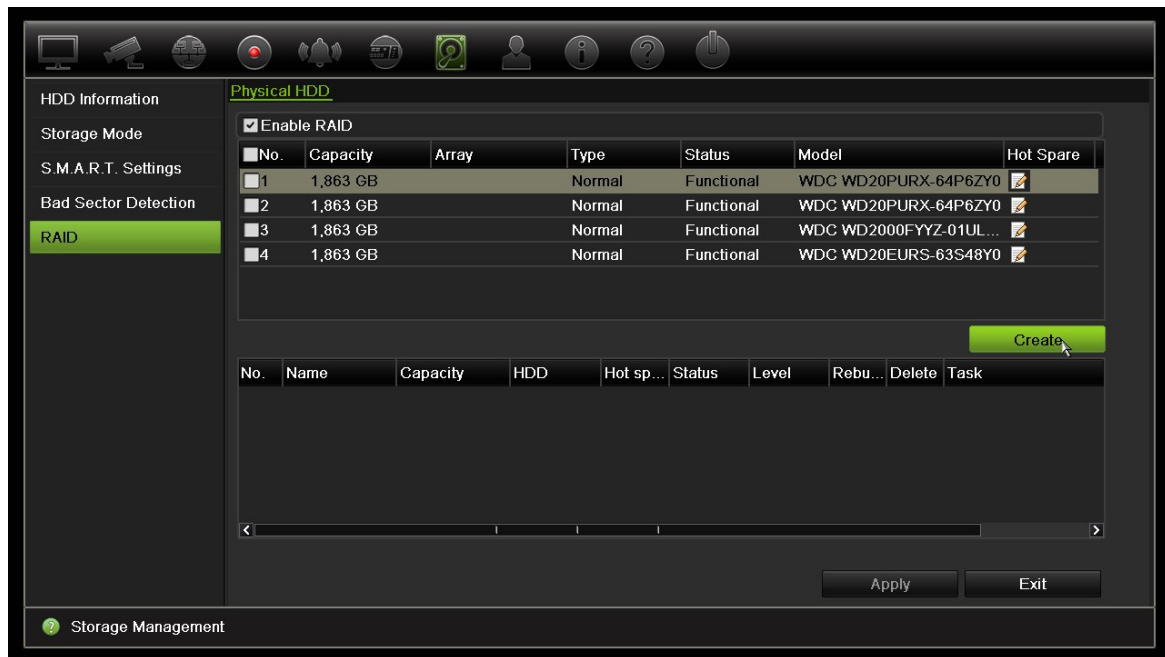 HDD Information
Storage Mode
S.M.A.R.T. Settings
Bad Sector Detection
RAID
Physical HDD
Enable RAID
No. Capacity Array Type Status Model Hot Spare
1 1,863 GB Normal Functional WDC WD20PURX-64P6ZY0
2 1,863 GB Normal Functional WDC WD20PURX-64P6ZY0
3 1,863 GB Normal Functional WDC WD2000FYYZ-01UL...
4 1,863 GB Normal Functional WDC WD20EURS-63S48Y0
Create
No. Name Capacity HDD Hot sp... Status Level Rebu... Delete Task
Apply Exit
Storage Management